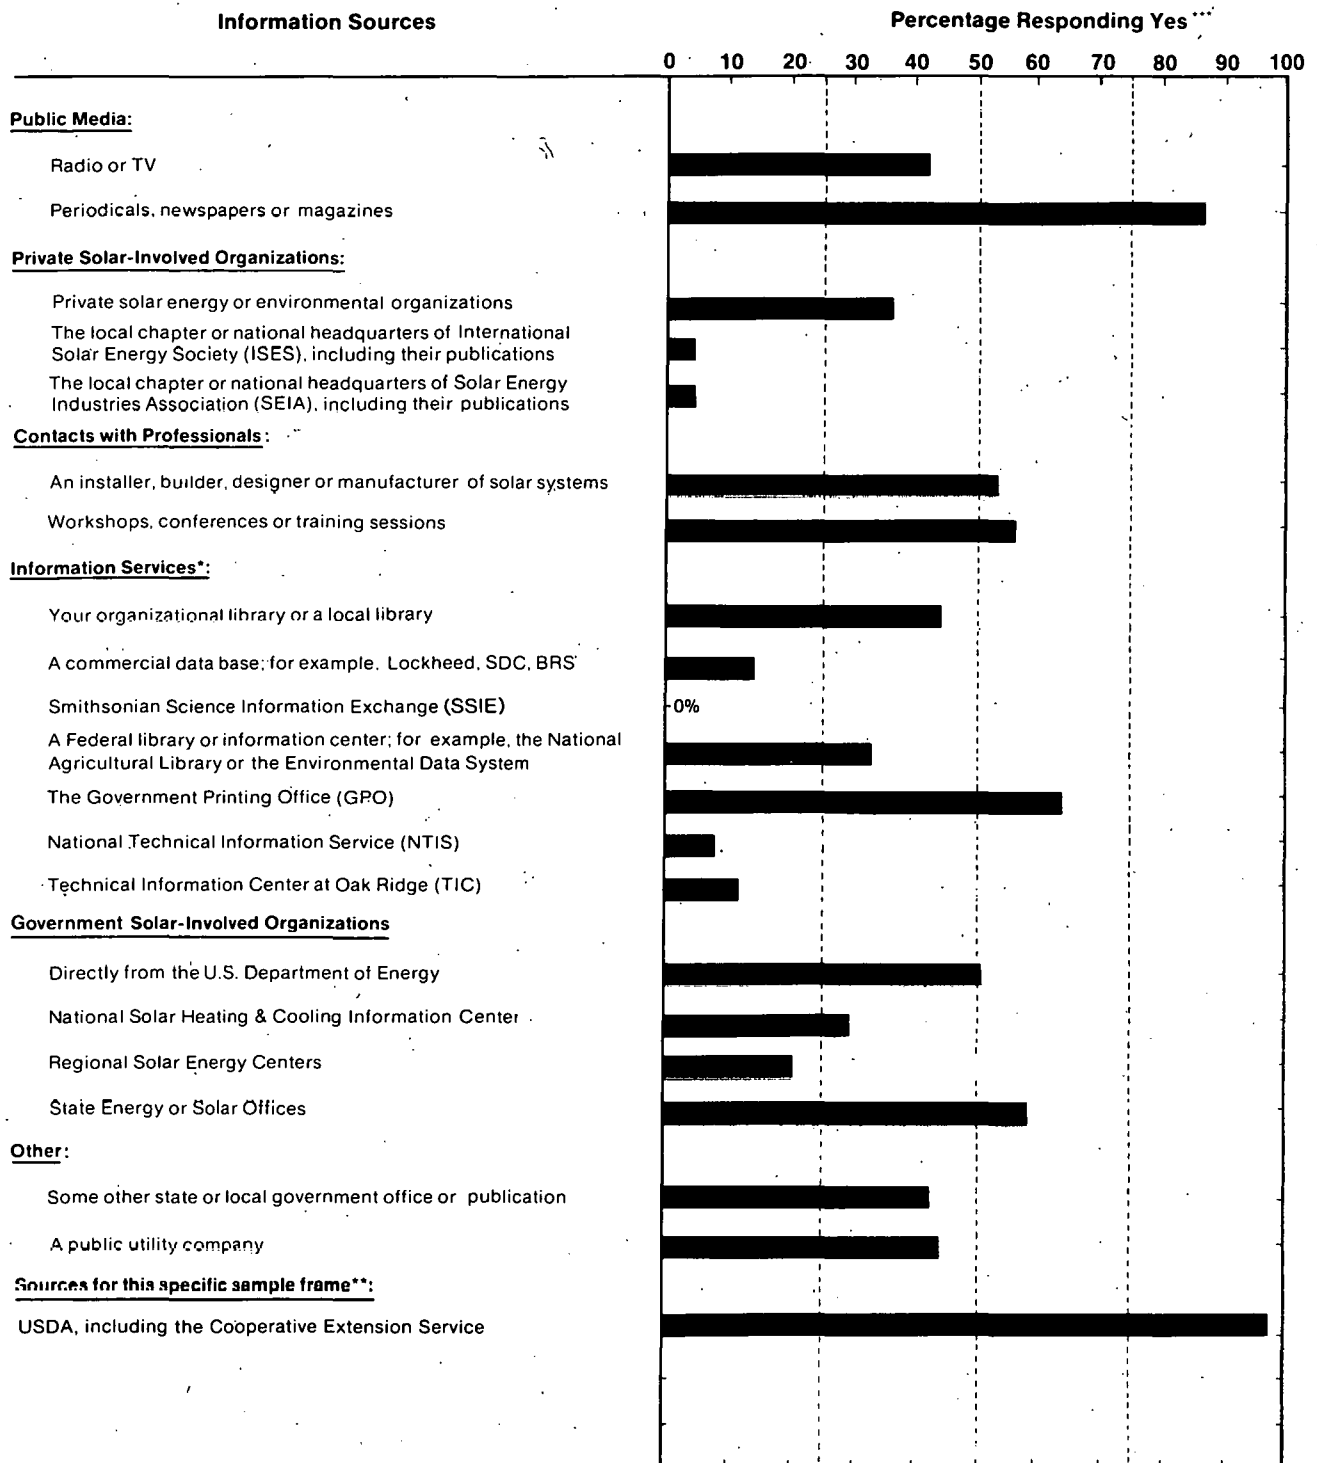 Information Sources
Percentage Responding Yes***
0 10 20 30 40 50 60 70 80 90 100
Public Media:
Radio or TV
Periodicals, newspapers or magazines
Private Solar-Involved Organizations:
Private solar energy or environmental organizations
The local chapter or national headquarters of International
Solar Energy Society (ISES), including their publications
The local chapter or national headquarters of Solar Energy
Industries Association (SEIA), including their publications
Contacts with Professionals:
An installer, builder, designer or manufacturer of solar systems
Workshops, conferences or training sessions
Information Services*:
Your organizational library or a local library
A commercial data base; for example, Lockheed, SDC, BRS
Smithsonian Science Information Exchange (SSIE)
0%
A Federal library or information center; for example, the National
Agricultural Library or the Environmental Data System
The Government Printing Office (GPO)
National Technical Information Service (NTIS)
Technical Information Center at Oak Ridge (TIC)
Government Solar-Involved Organizations
Directly from the U.S. Department of Energy
National Solar Heating & Cooling Information Center
Regional Solar Energy Centers
State Energy or Solar Offices
Other:
Some other state or local government office or publication
A public utility company
Sources for this specific sample frame**:
USDA, including the Cooperative Extension Service